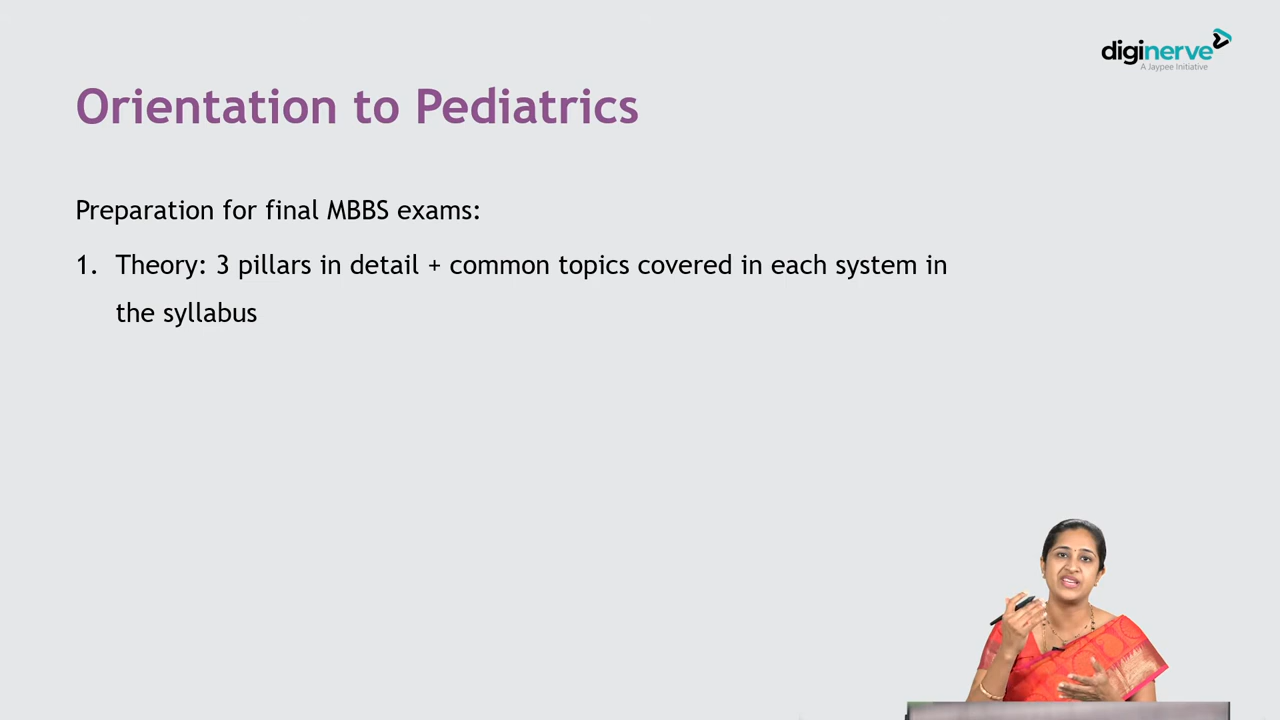 diginerve
A Jaypee Initiative
Orientation to Pediatrics
Preparation for final MBBS exams:
1. Theory: 3 pillars in detail + common topics covered in each system in
the syllabus